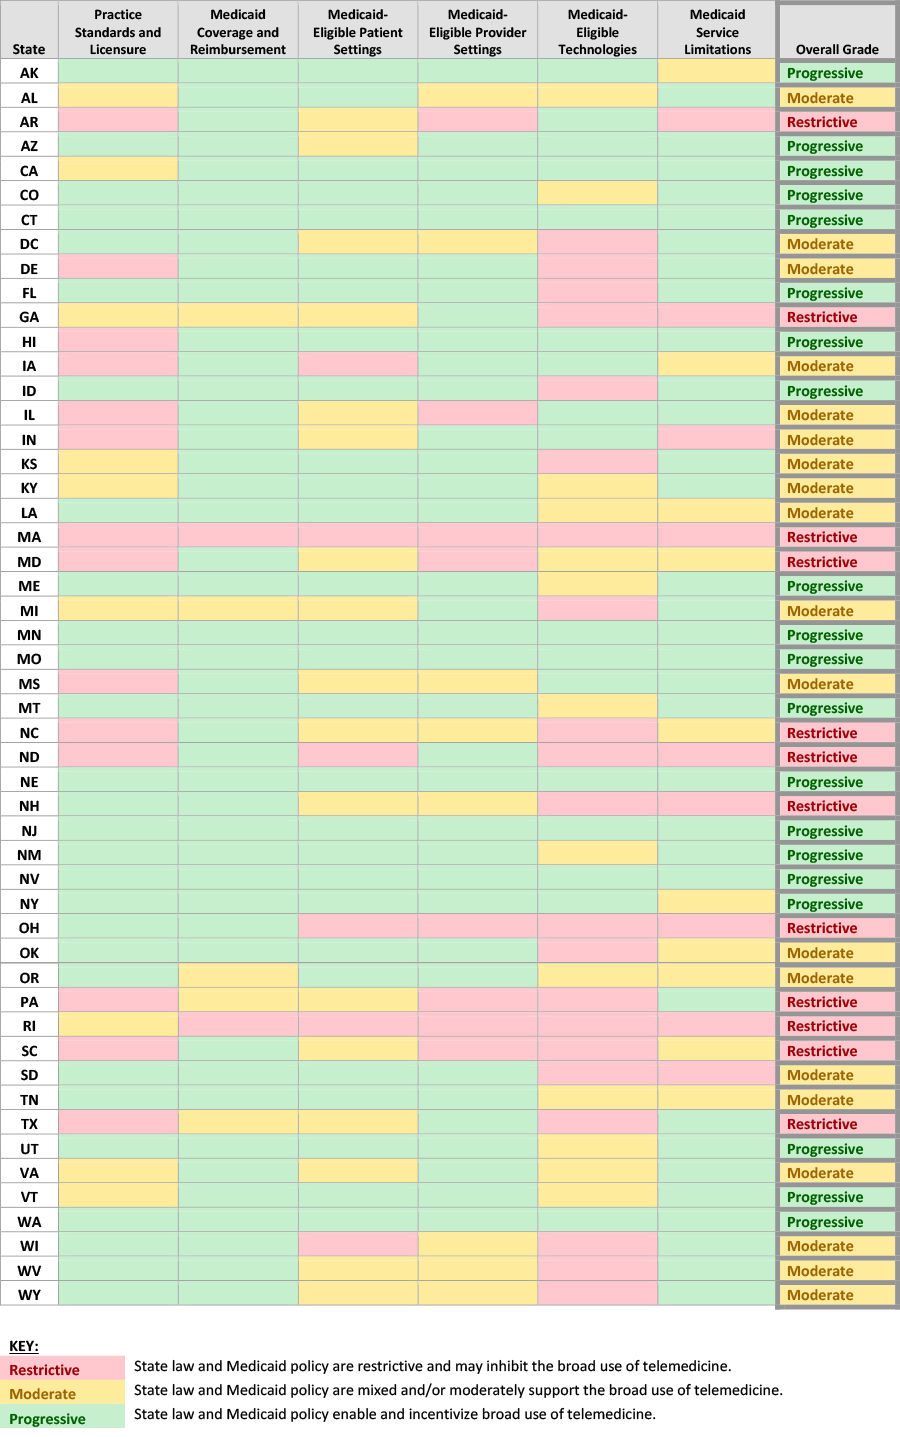 State
Practice
Standards and
Licensure
Medicaid
Coverage and
Reimbursement
Medicaid-
Eligible Patient
Settings
Medicaid-
Eligible Provider
Settings
Medicaid-
Eligible
Technologies
Medicaid
Service
Limitations
Overall Grade
AK Progressive
AL Moderate
AR Restrictive
AZ Progressive
CA Progressive
CO Progressive
CT Progressive
DC Moderate
DE Moderate
FL Progressive
GA Restrictive
HI Progressive
IA Moderate
ID Progressive
IL Moderate
IN Moderate
KS Moderate
KY Moderate
LA Moderate
MA Restrictive
MD Restrictive
ME Progressive
MI Moderate
MN Progressive
MO Progressive
MS Moderate
MT Progressive
NC Restrictive
ND Restrictive
NE Progressive
NH Restrictive
NJ Progressive
NM Progressive
NV Progressive
NY Progressive
OH Restrictive
OK Moderate
OR Moderate
PA Restrictive
RI Restrictive
SC Restrictive
SD Moderate
TN Moderate
TX Restrictive
UT Progressive
VA Moderate
VT Progressive
WA Progressive
WI Moderate
WV Moderate
WY Moderate
KEY:
Restrictive State law and Medicaid policy are restrictive and may inhibit the broad use of telemedicine.
Moderate State law and Medicaid policy are mixed and/or moderately support the broad use of telemedicine.
Progressive State law and Medicaid policy enable and incentivize broad use of telemedicine.